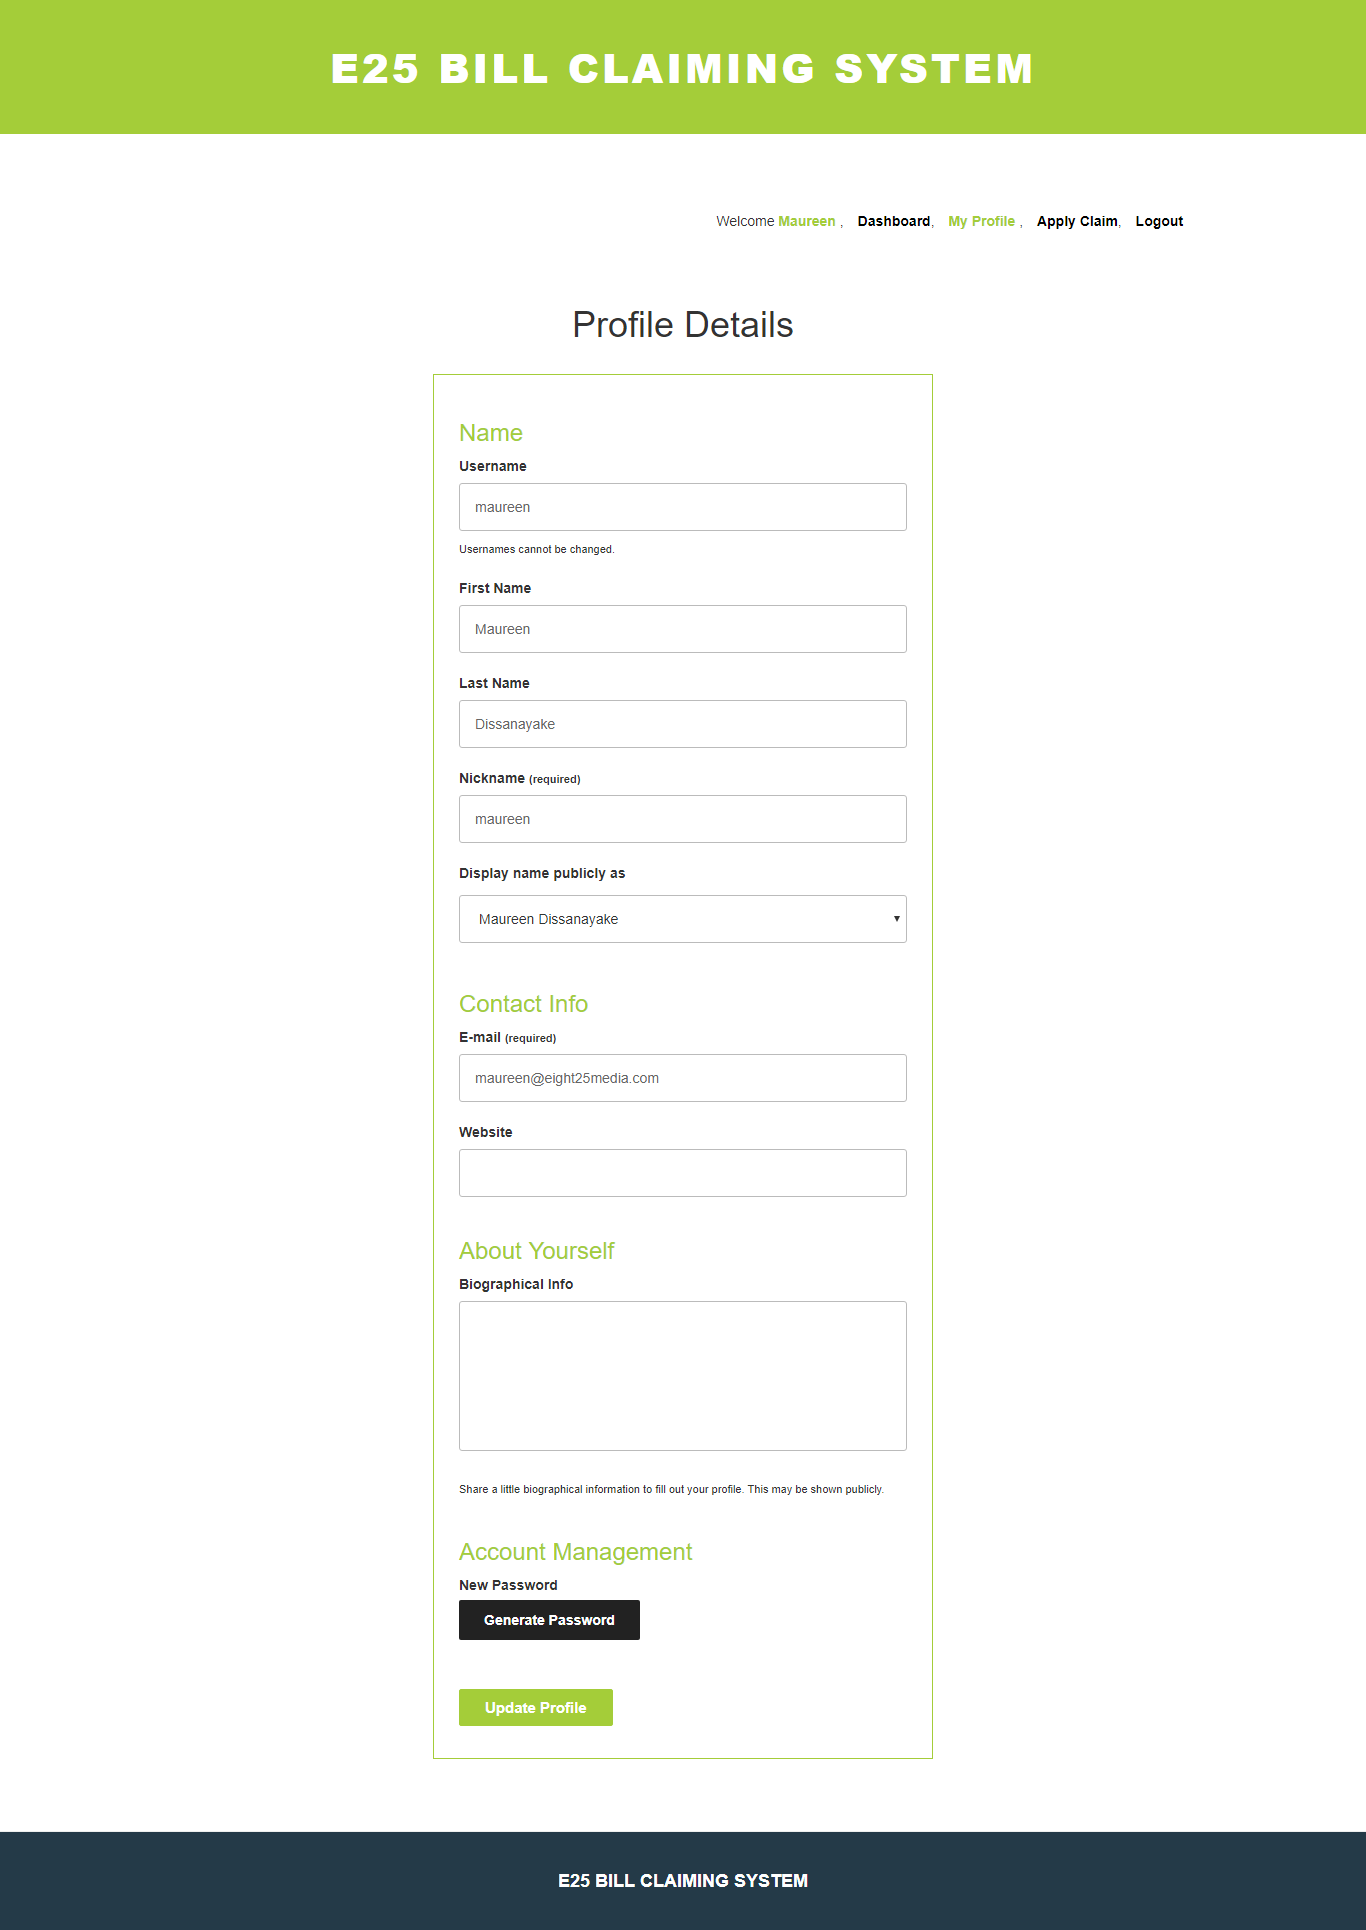 E25 BILL CLAIMING SYSTEM
Welcome Maureen , Dashboard, My Profile , Apply Claim, Logout
Profile Details
Name
Username
maureen
Usernames cannot be changed.
First Name
Maureen
Last Name
Dissanayake
Nickname (required)
maureen
Display name publicly as
Maureen Dissanayake
Contact Info
E-mail (required)
maureen@eight25media.com
Website
About Yourself
Biographical Info
Share a little biographical information to fill out your profile. This may be shown publicly.
Account Management
New Password
Generate Password
Update Profile
E25 BILL CLAIMING SYSTEM